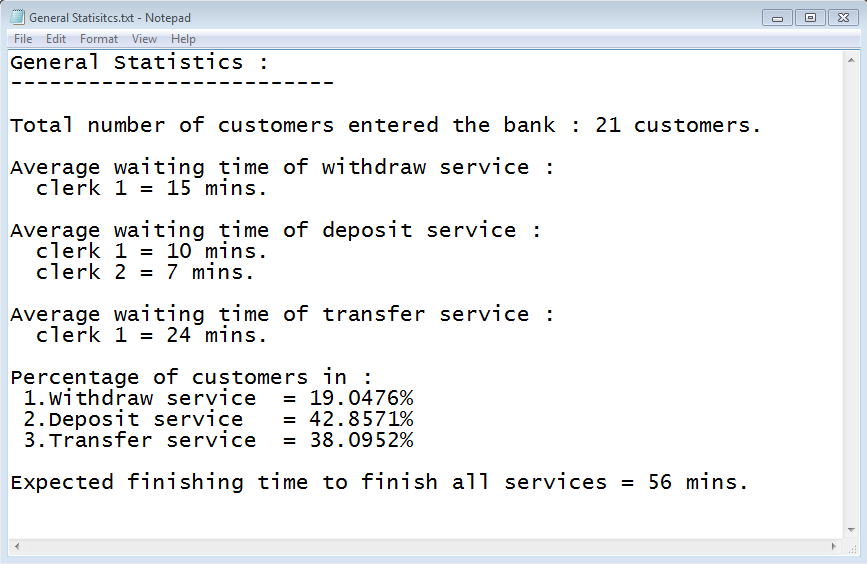 General Statisitcs.txt - Notepad
File Edit Format View Help
General Statistics :
-------------------------
Total number of customers entered the bank : 21 customers.
Average waiting time of withdraw service :
clerk 1 = 15 mins.
Average waiting time of deposit service :
clerk 1 = 10 mins.
clerk 2 = 7 mins.
Average waiting time of transfer service :
clerk 1 = 24 mins.
Percentage of customers in :
1.Withdraw service = 19.0476%
2.Deposit service = 42.8571%
3.Transfer service = 38.0952%
Expected finishing time to finish all services = 56 mins.